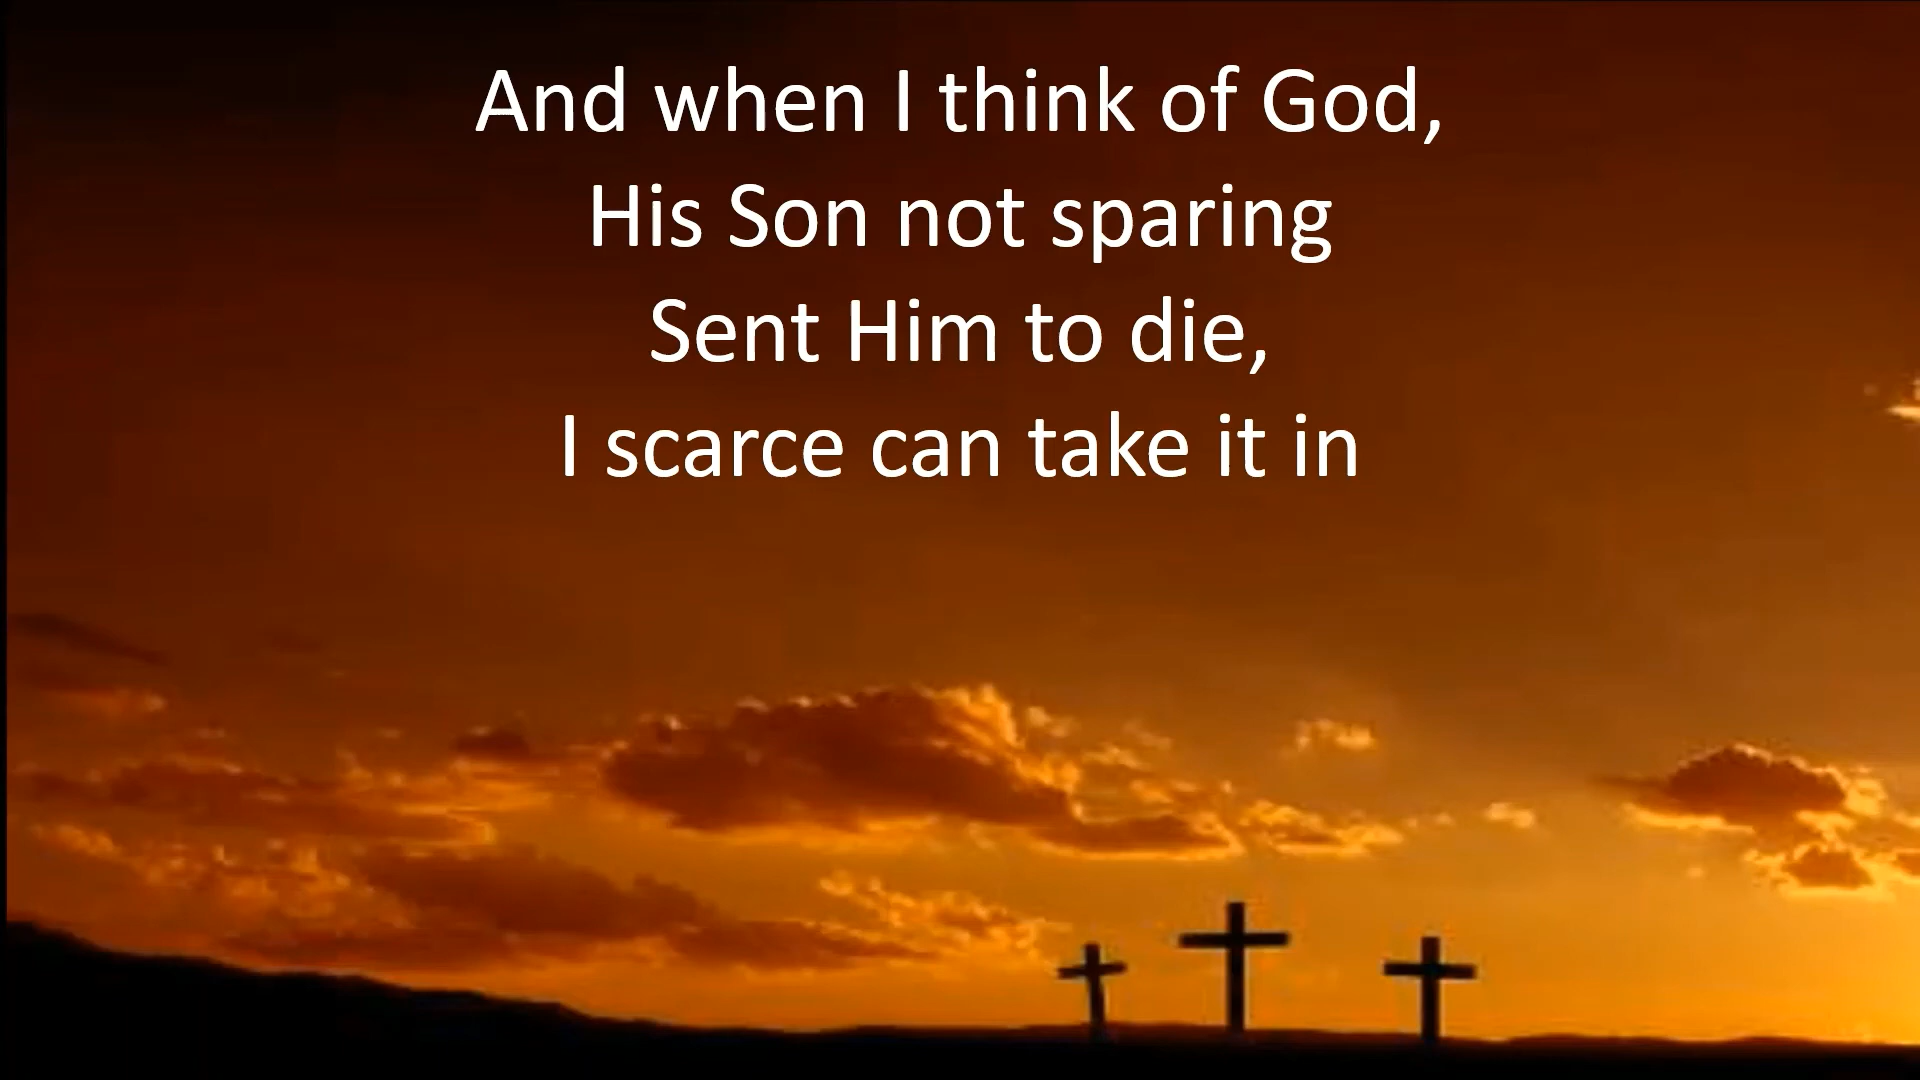 And when I think of God,
His Son not sparing
Sent Him to die,
I scarce can take it in